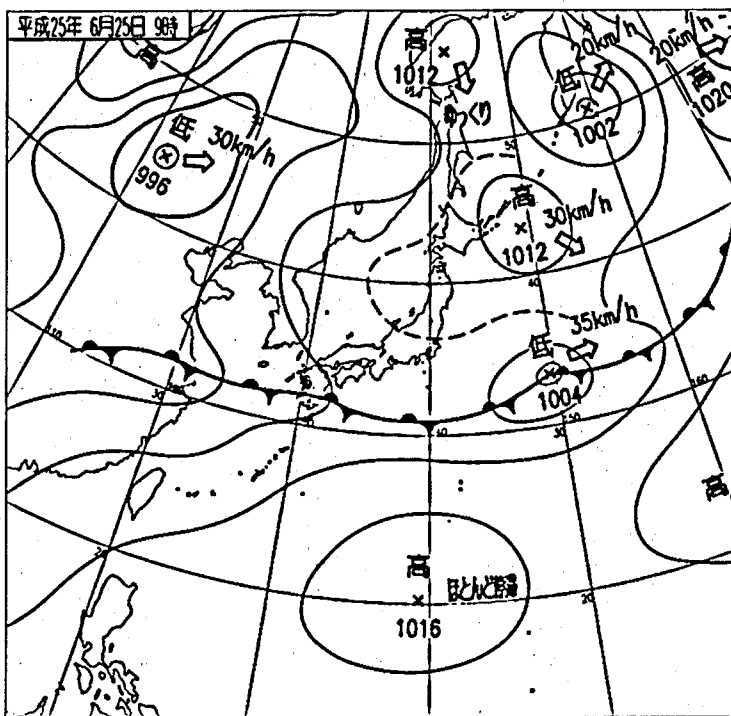 平成25年 6月25日 9時
高
高
1012
ゆっくり
低
20km/h
1002
20km/h
高
1020
低
30km/h
996
高
30km/h
1012
低
35km/h
1004
高
高
ほとんど停滞
1016